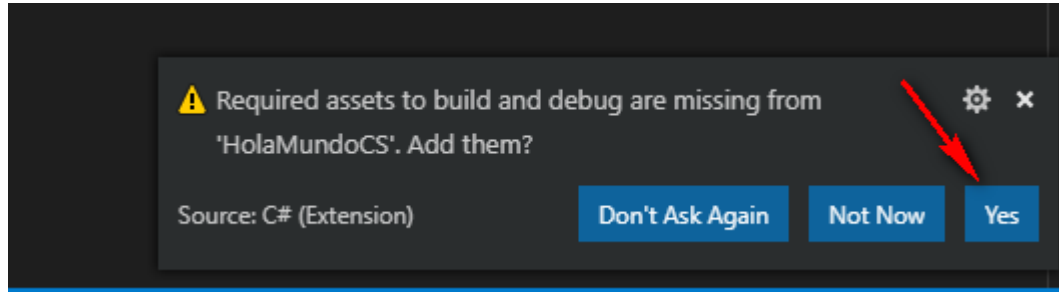 Required assets to build and debug are missing from
'HolaMundoCS'. Add them?
Source: C# (Extension)
Don't Ask Again
Not Now
Yes